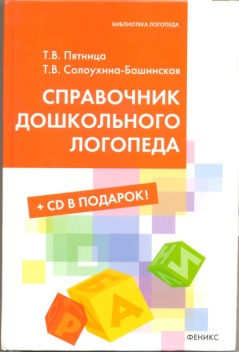 БИБЛИОТЕКА ЛОГОПЕДА
Т.В. Пятница
Т.В. Солоухина-Башинская
СПРАВОЧНИК
ДОШКОЛЬНОГО
ЛОГОПЕДА
+ CD В ПОДАРОК!
Р
Б
А
И
ФЕНИКС